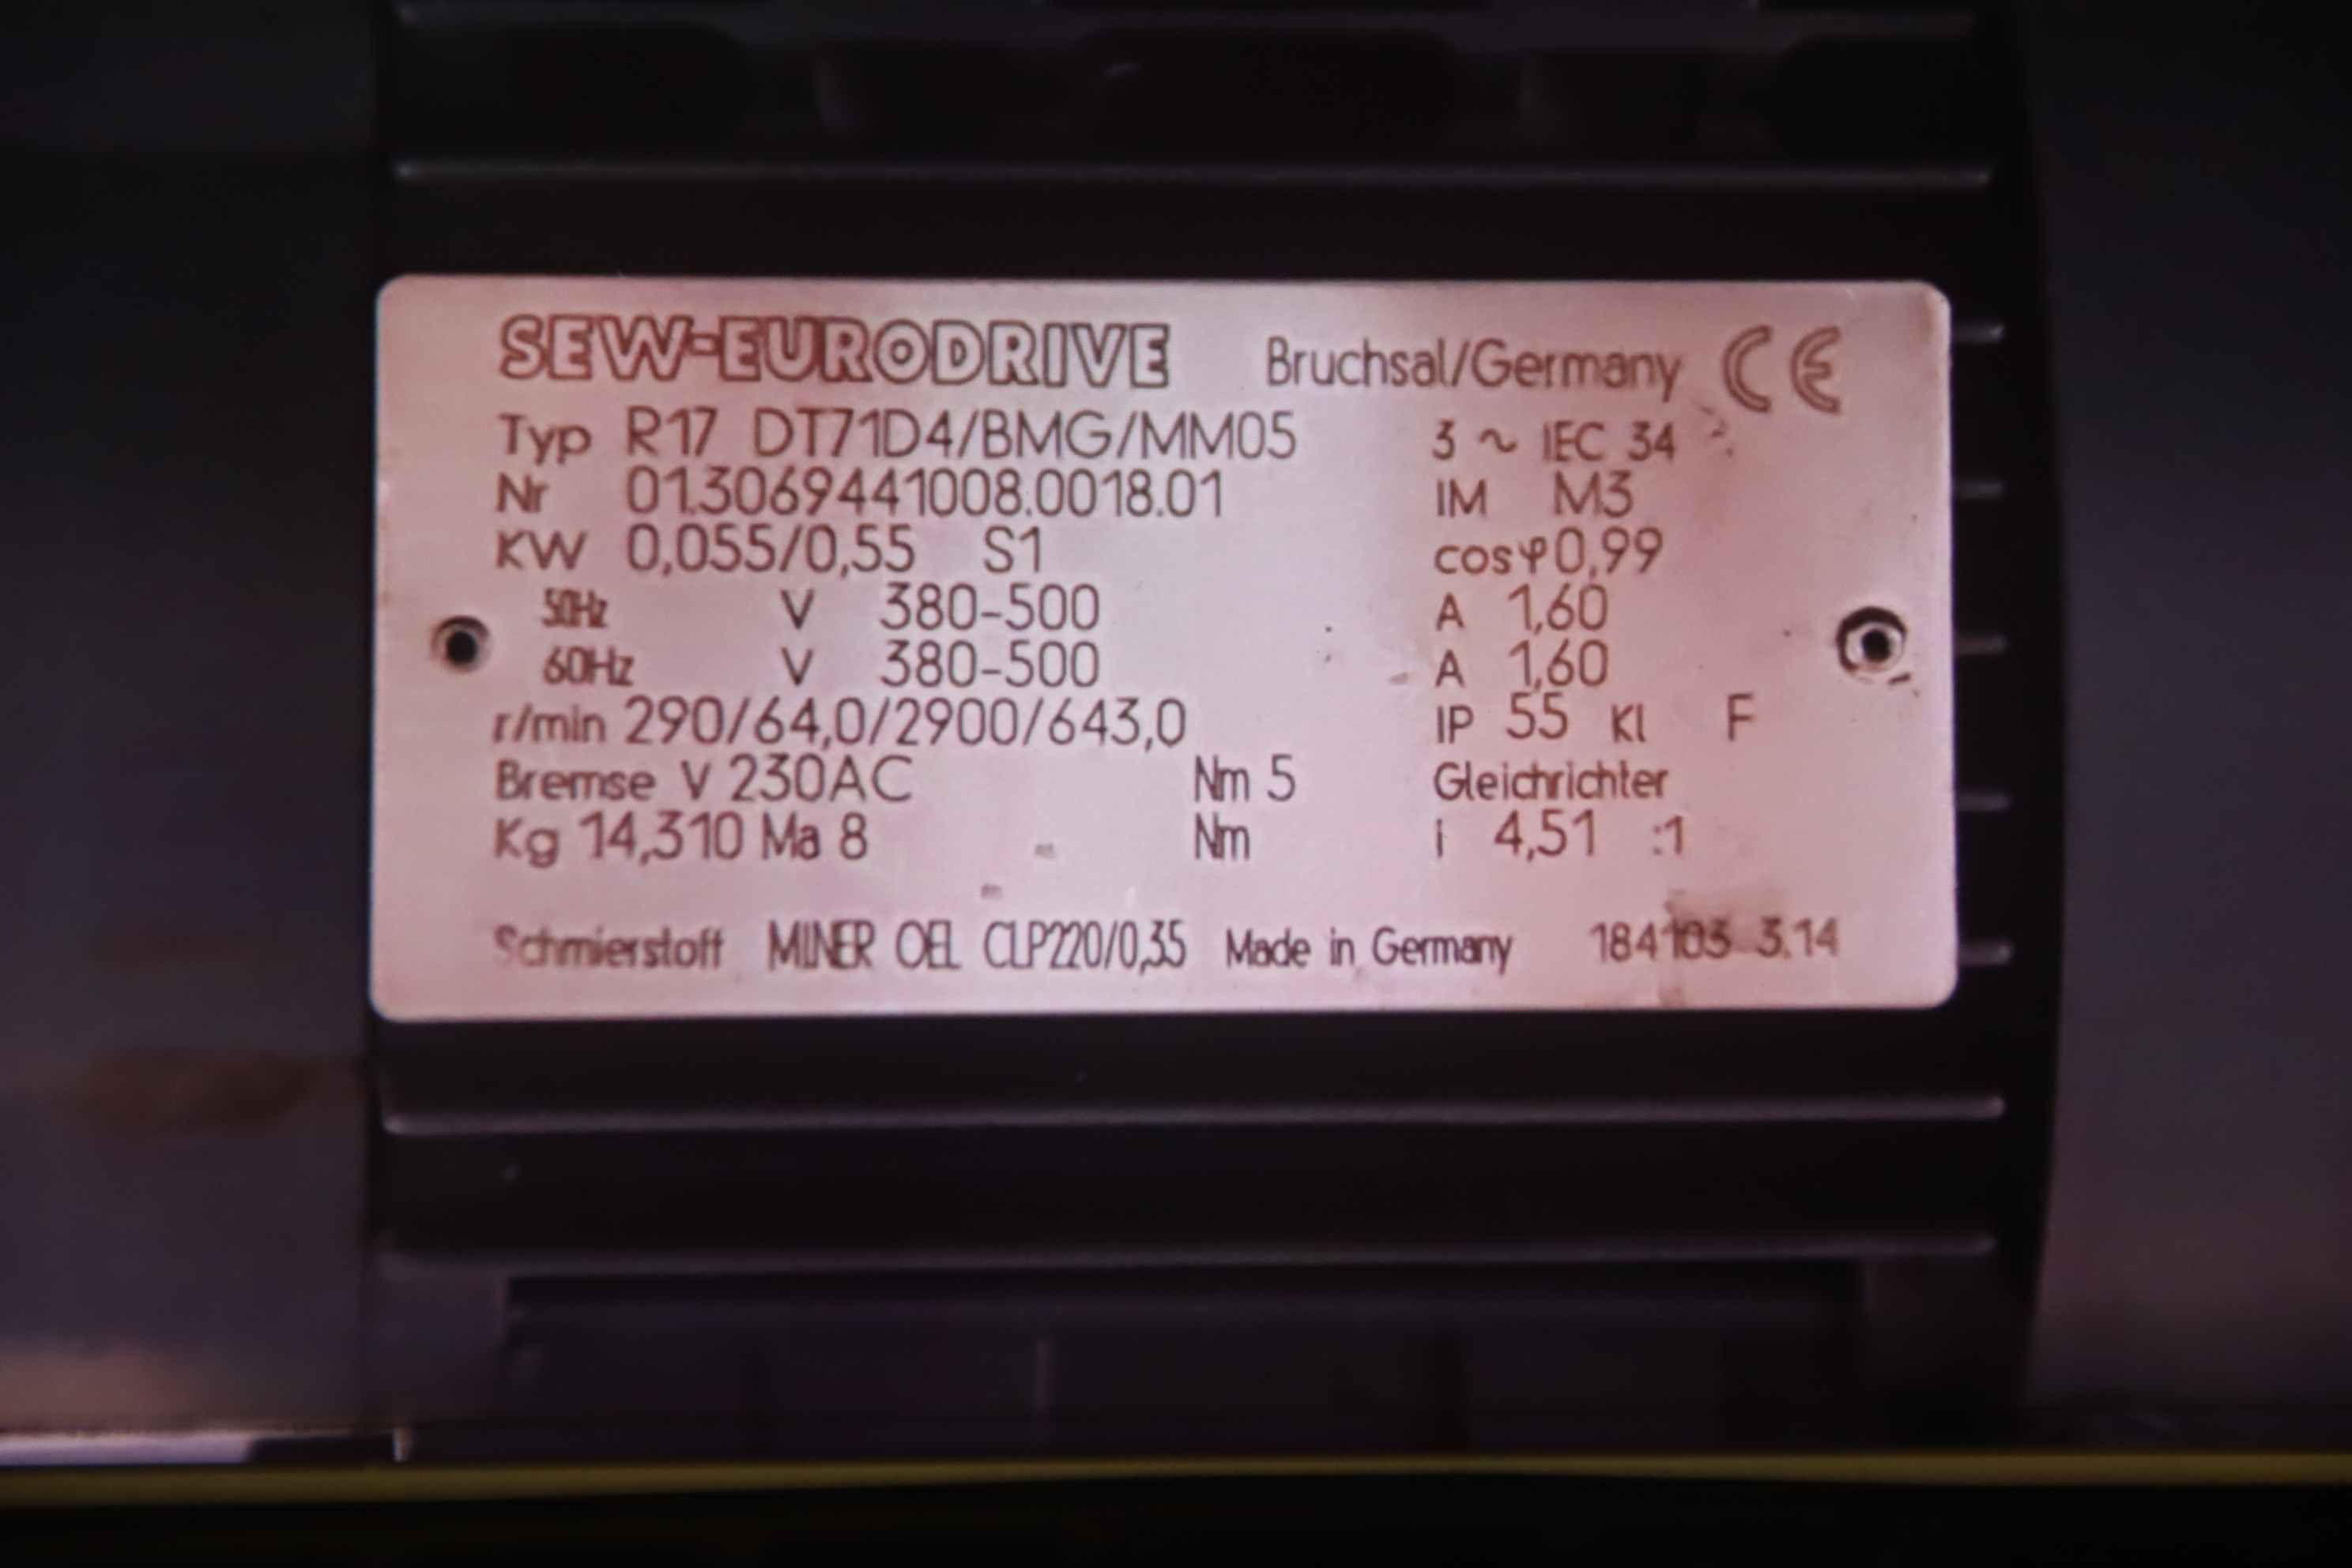 SEW-EURODRIVE Bruchsal/Germany CE
Typ R17 DT71D4/BMG/MM05 3 ~ IEC 34
Nr 01.3069441008.0018.01 IM M3
KW 0,055/0,55 S1 cosφ 0,99
50Hz V 380-500 A 1,60
60Hz V 380-500 A 1,60
r/min 290/64,0/2900/643,0 IP 55 Kl F
Bremse V 230AC Nm 5 Gleichrichter
Kg 14,310 Ma 8 Nm i 4,51 :1
Schmierstoff MINER OEL CLP220/0,35 Made in Germany 184103 3.14